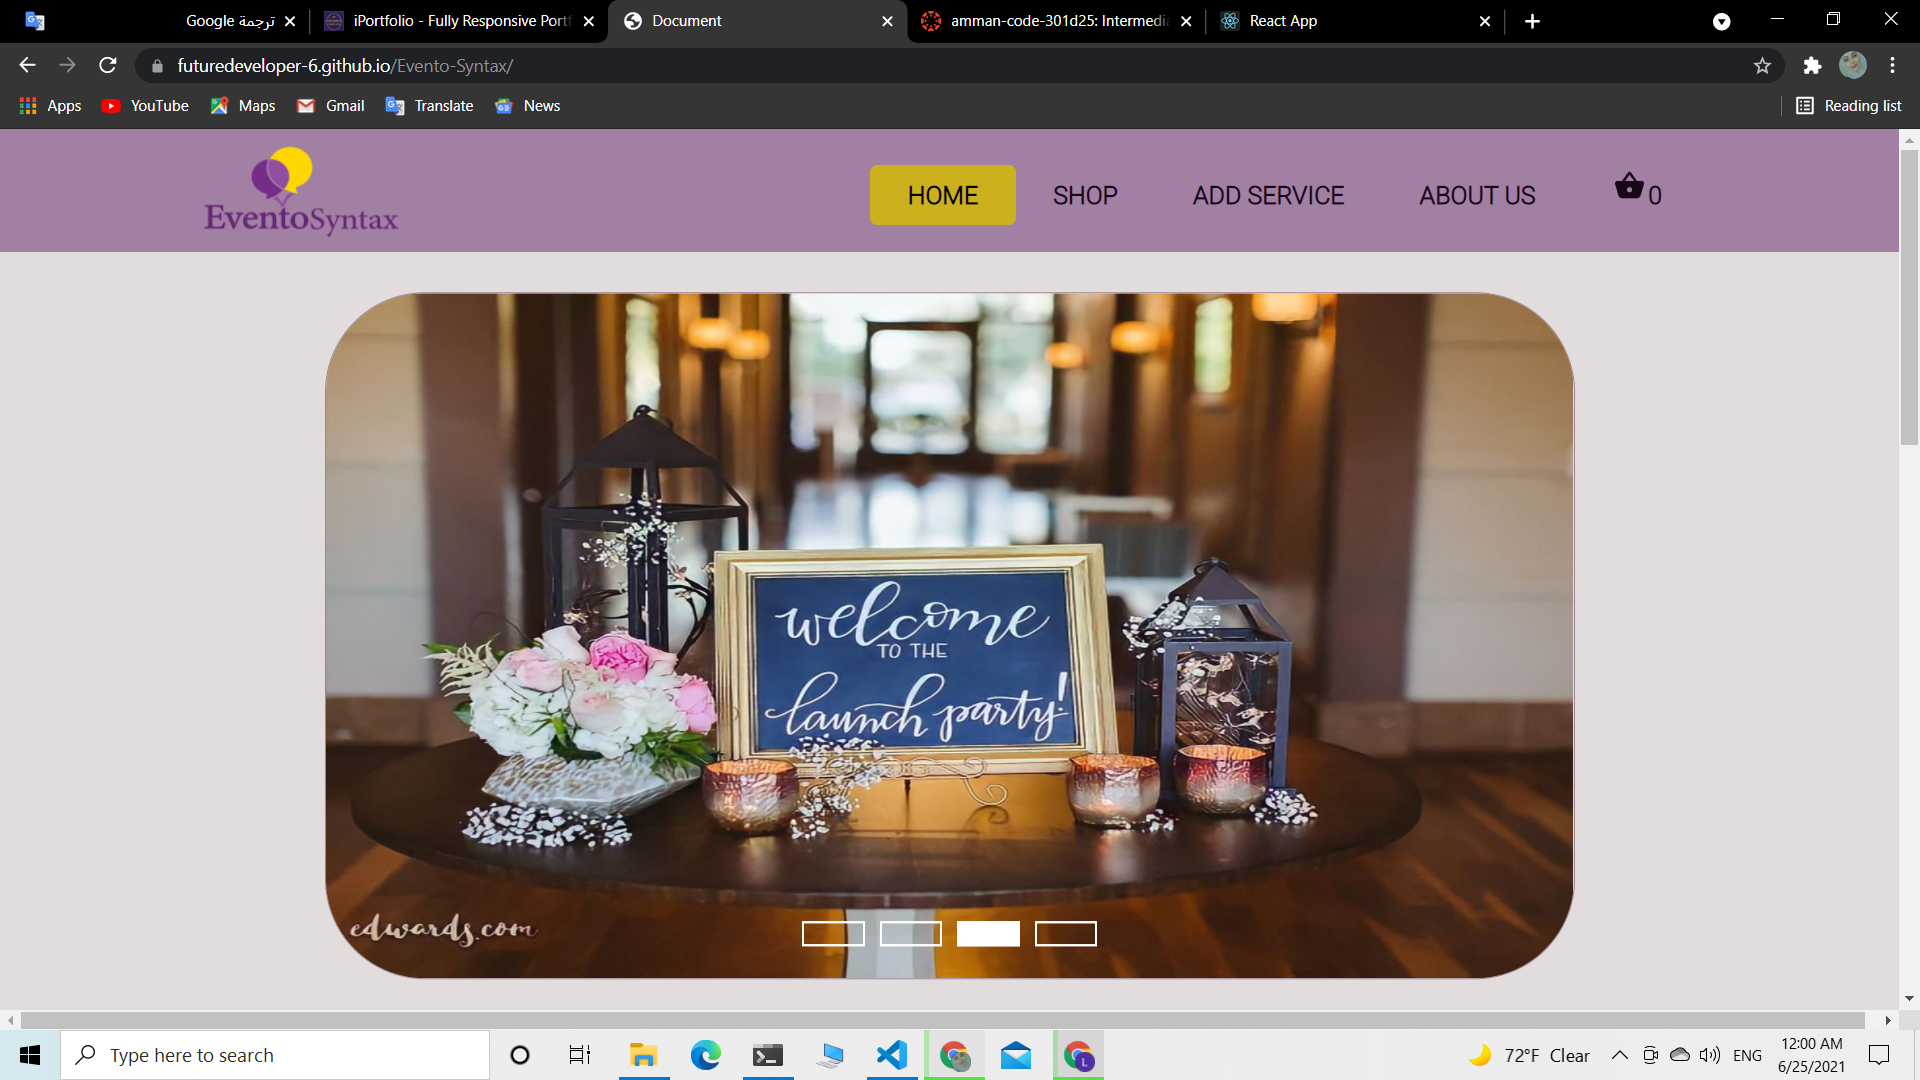 ترجمة Google
iPortfolio - Fully Responsive Portf
Document
amman-code-301d25: Intermedia
React App
futuredeveloper-6.github.io/Evento-Syntax/
Apps
YouTube
Maps
Gmail
Translate
News
Reading list
EventoSyntax
HOME
SHOP
ADD SERVICE
ABOUT US
0
welcome
TO THE
launch party!
edwards.com
Type here to search
L
72°F Clear
ENG
12:00 AM
6/25/2021